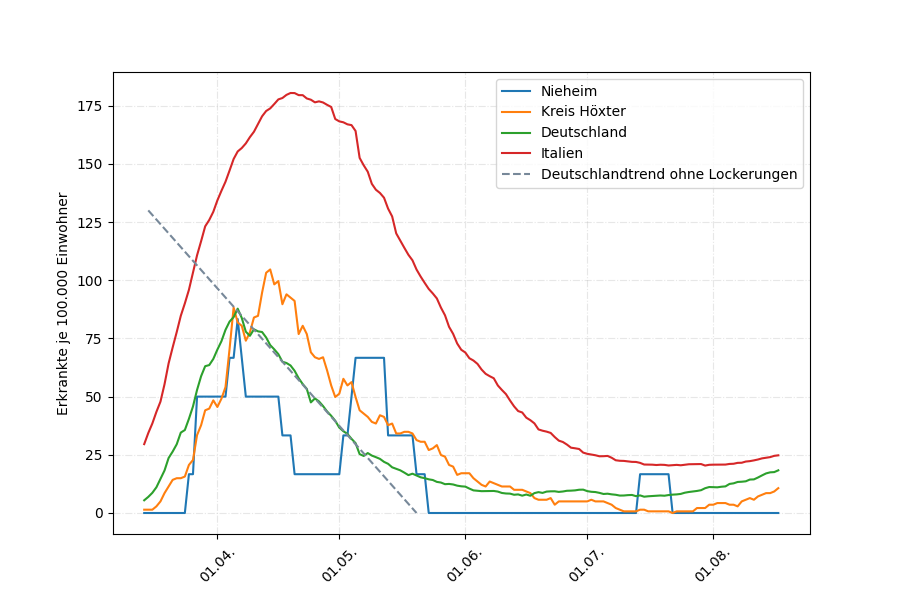 Erkrankte je 100.000 Einwohner
175
150
125
100
75
50
25
0
Nieheim
Kreis Höxter
Deutschland
Italien
Deutschlandtrend ohne Lockerungen
01.04.
01.05.
01.06.
01.07.
01.08.